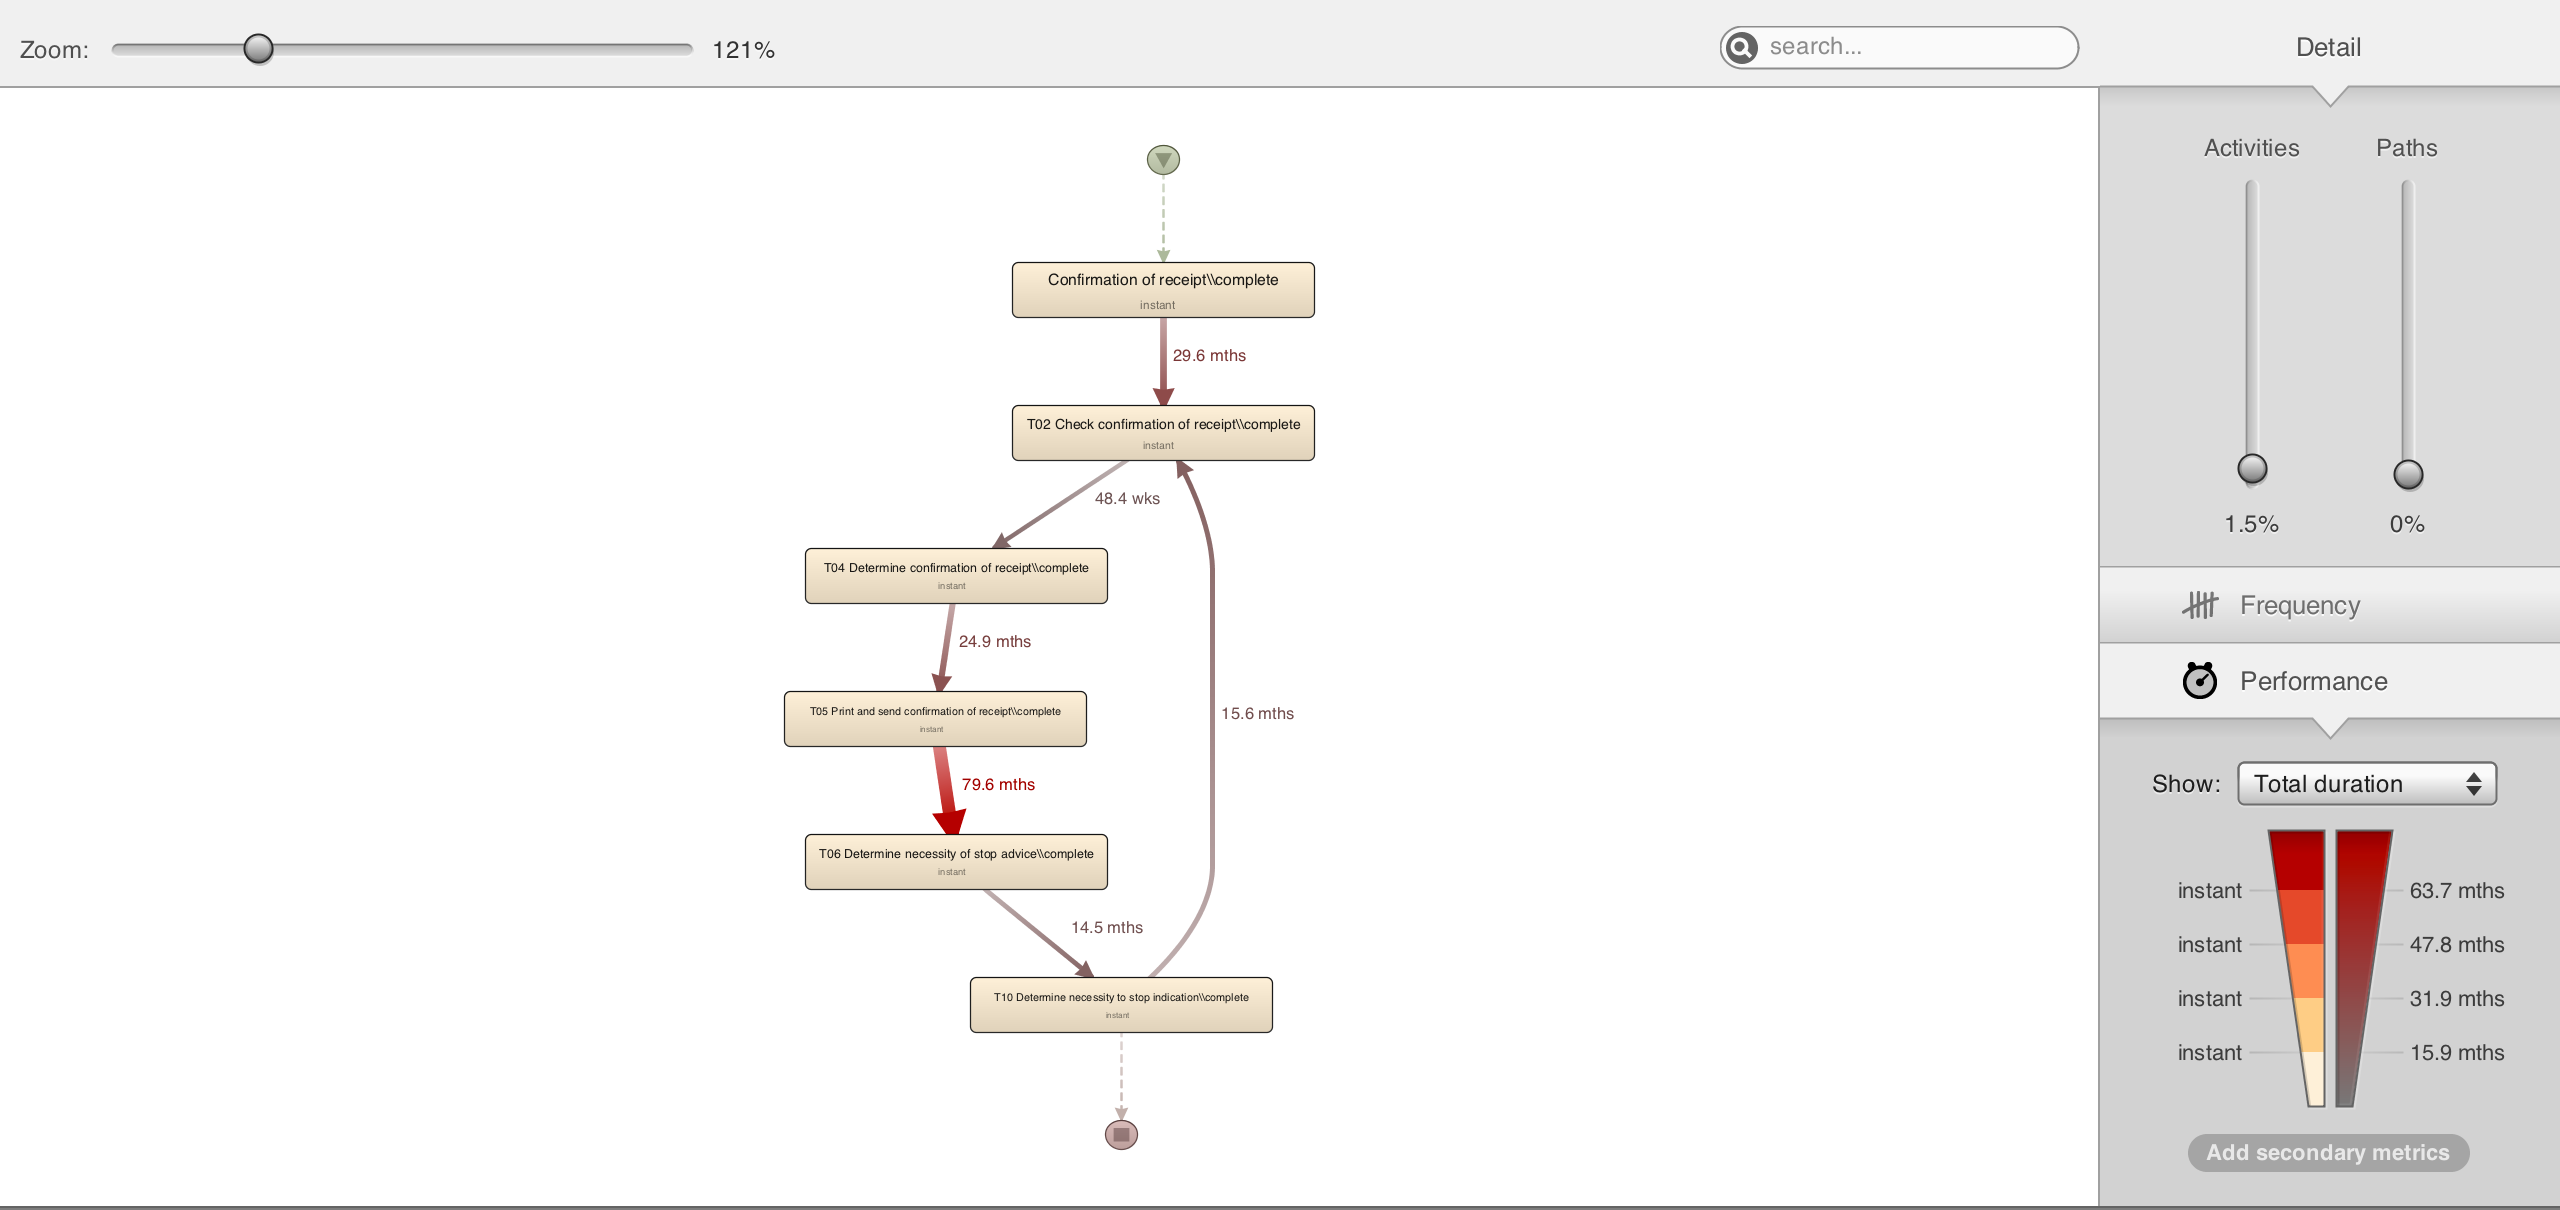 Zoom:
121%
search...
Detail
Activities
Paths
1.5%
0%
Frequency
Performance
Show:
Total duration
instant
63.7 mths
instant
47.8 mths
instant
31.9 mths
instant
15.9 mths
Add secondary metrics
Confirmation of receipt\\complete
instant
29.6 mths
T02 Check confirmation of receipt\\complete
instant
48.4 wks
T04 Determine confirmation of receipt\\complete
instant
24.9 mths
T05 Print and send confirmation of receipt\\complete
instant
15.6 mths
79.6 mths
T06 Determine necessity of stop advice\\complete
instant
14.5 mths
T10 Determine necessity to stop indication\\complete
instant